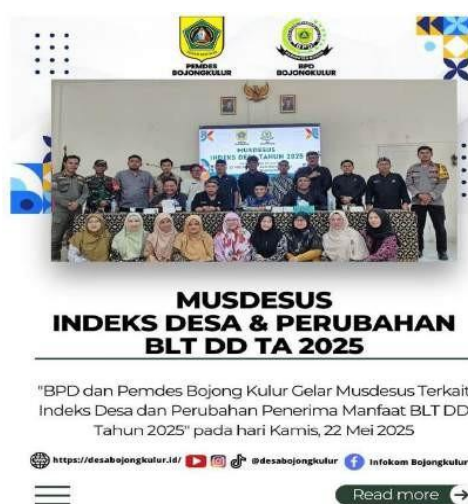 PEMDES
BOJONGKULUR
BPD
BOJONGKULUR
MUSDESUS
INDEKS DESA TAHUN 2025
MUSDESUS
INDEKS DESA & PERUBAHAN
BLT DD TA 2025
"BPD dan Pemdes Bojong Kulur Gelar Musdesus Terkait
Indeks Desa dan Perubahan Penerima Manfaat BLT DD
Tahun 2025" pada hari Kamis, 22 Mei 2025
https://desabojongkulur.id/ @desabojongkulur Infokom Bojongkulur
Read more